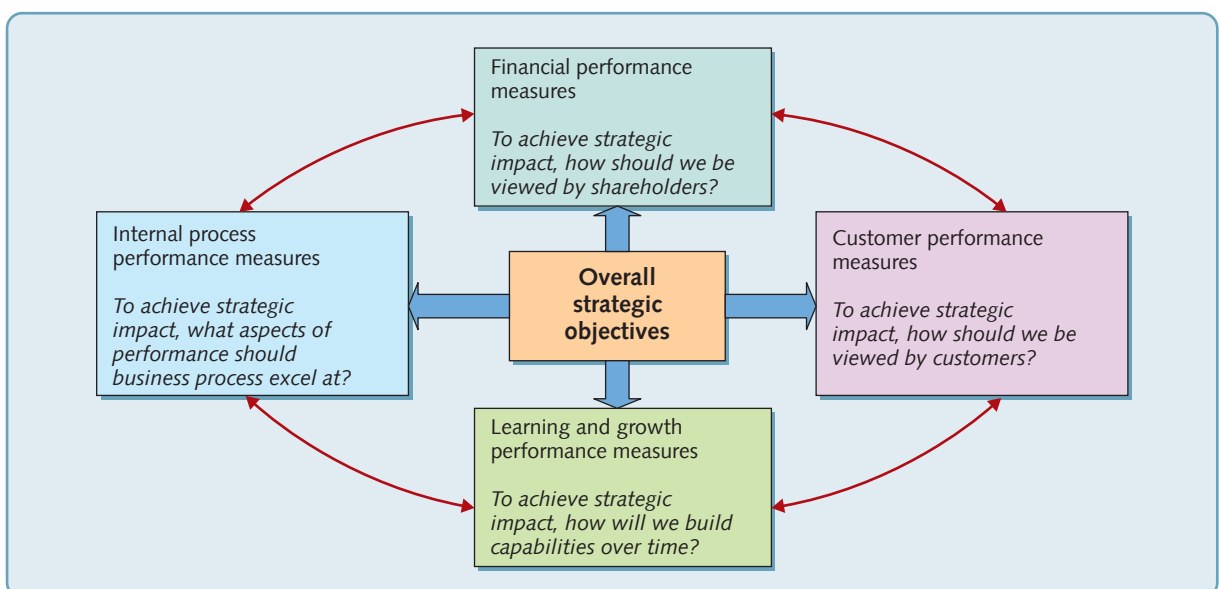 Financial performance
measures
To achieve strategic
impact, how should we be
viewed by shareholders?
Internal process
performance measures
To achieve strategic
impact, what aspects of
performance should
business process excel at?
Overall
strategic
objectives
Customer performance
measures
To achieve strategic
impact, how should we be
viewed by customers?
Learning and growth
performance measures
To achieve strategic
impact, how will we build
capabilities over time?